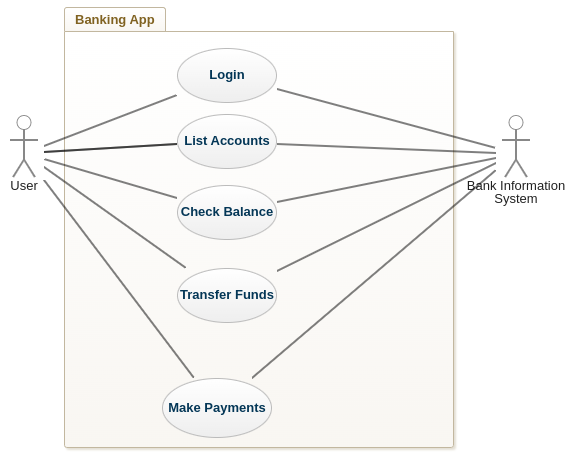 Banking App
Login
List Accounts
Check Balance
Transfer Funds
Make Payments
User
Bank Information
System